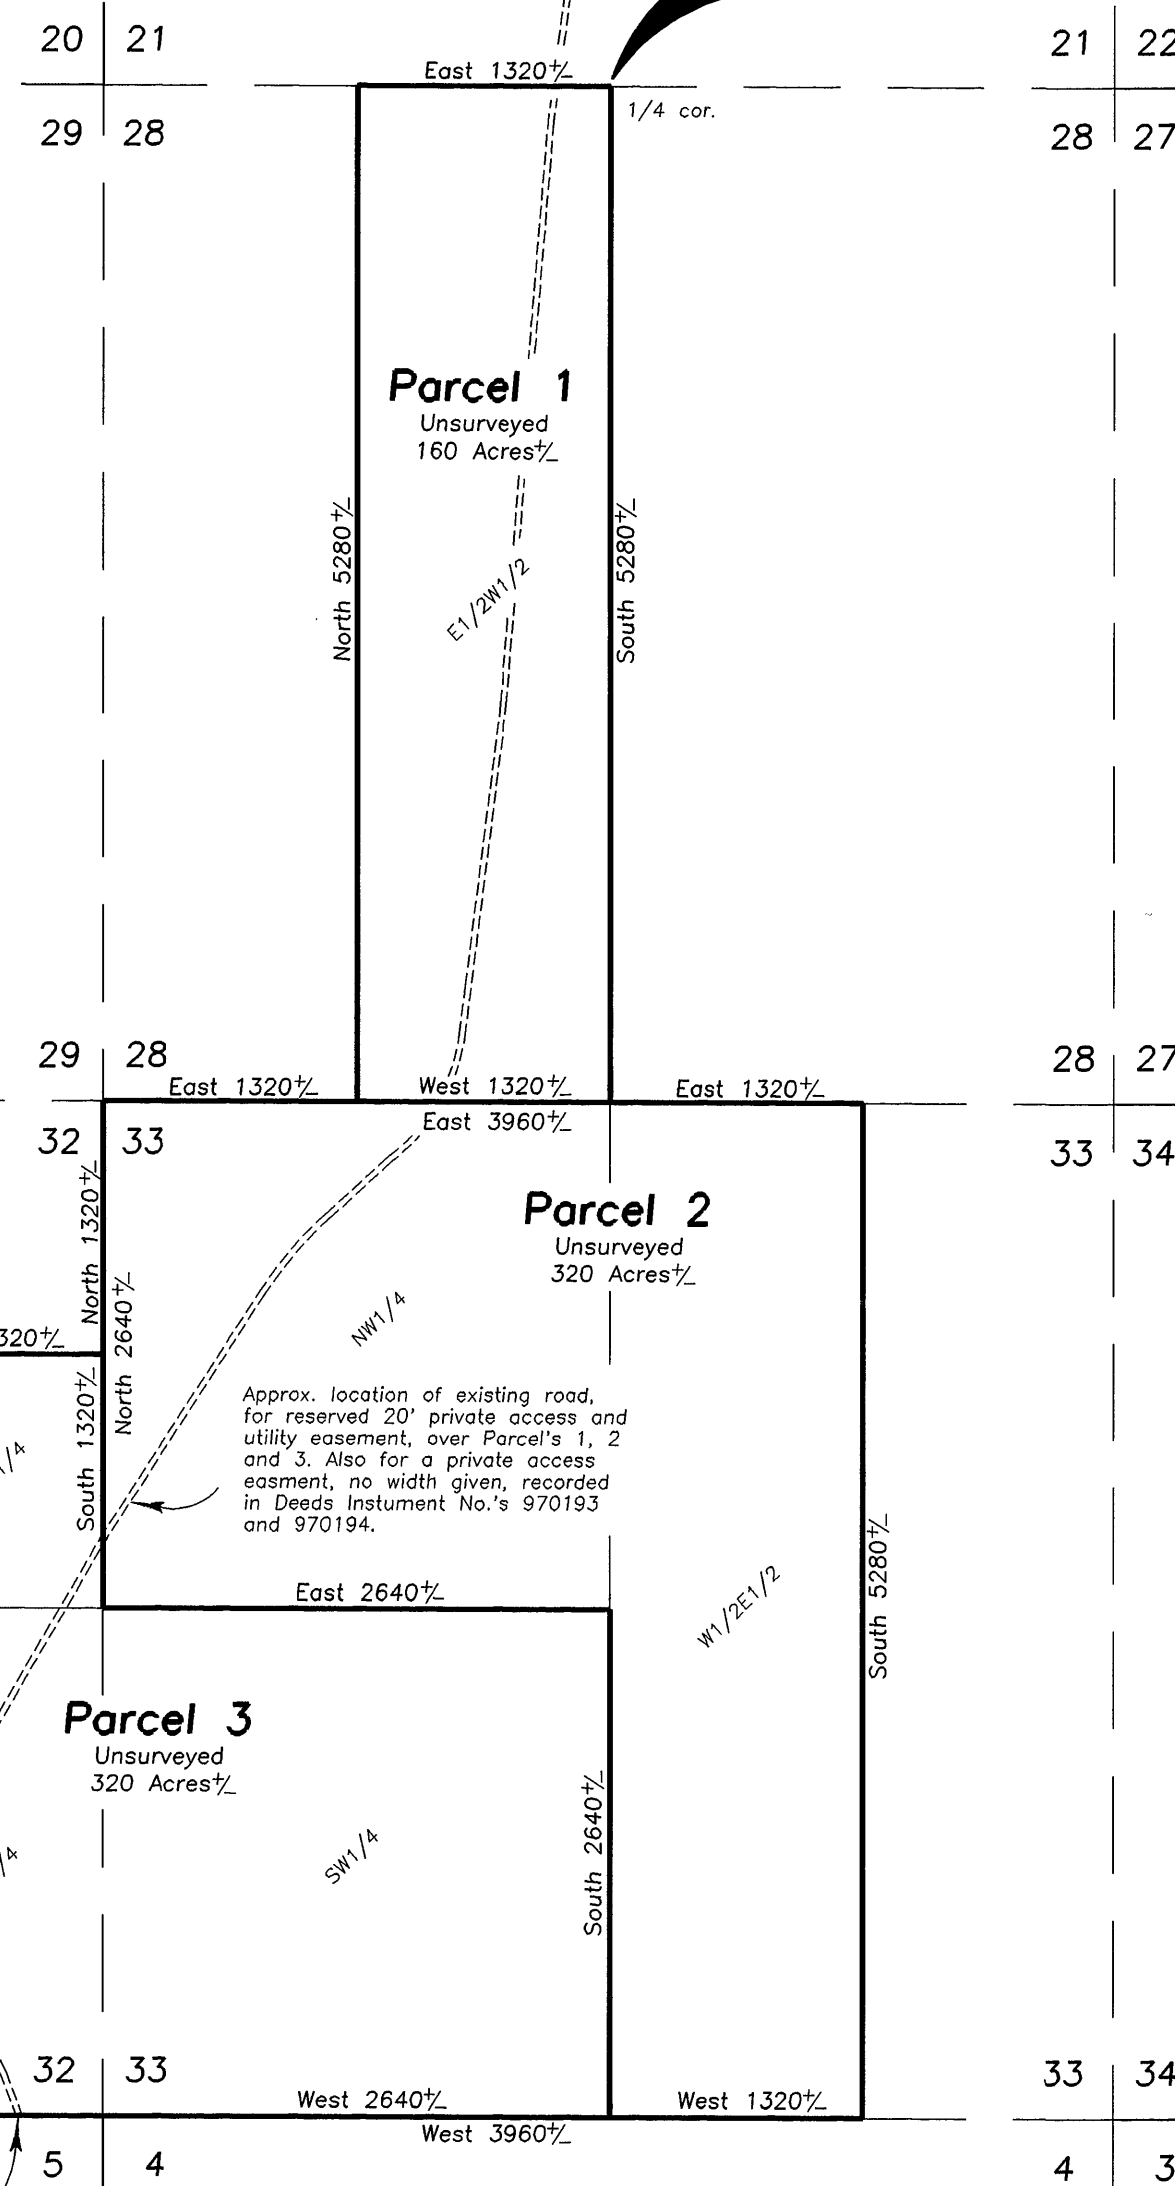 20 21
21 22
East 1320+/-
1/4 cor.
29 28
28 27
Parcel 1
Unsurveyed
160 Acres+/-
North 5280+/-
South 5280+/-
E1/2W1/2
29 28
28 27
East 1320+/-
West 1320+/-
East 1320+/-
East 3960+/-
32 33
33 34
North 1320+/-
Parcel 2
Unsurveyed
320 Acres+/-
North 2640+/-
NW1/4
320+/-
South 1320+/-
/4
Approx. location of existing road,
for reserved 20' private access and
utility easement, over Parcel's 1, 2
and 3. Also for a private access
easment, no width given, recorded
in Deeds Instument No.'s 970193
and 970194.
South 5280+/-
East 2640+/-
W1/2E1/2
Parcel 3
Unsurveyed
320 Acres+/-
South 2640+/-
SW1/4
/4
32 33
33 34
West 2640+/-
West 1320+/-
West 3960+/-
5 4
4 3